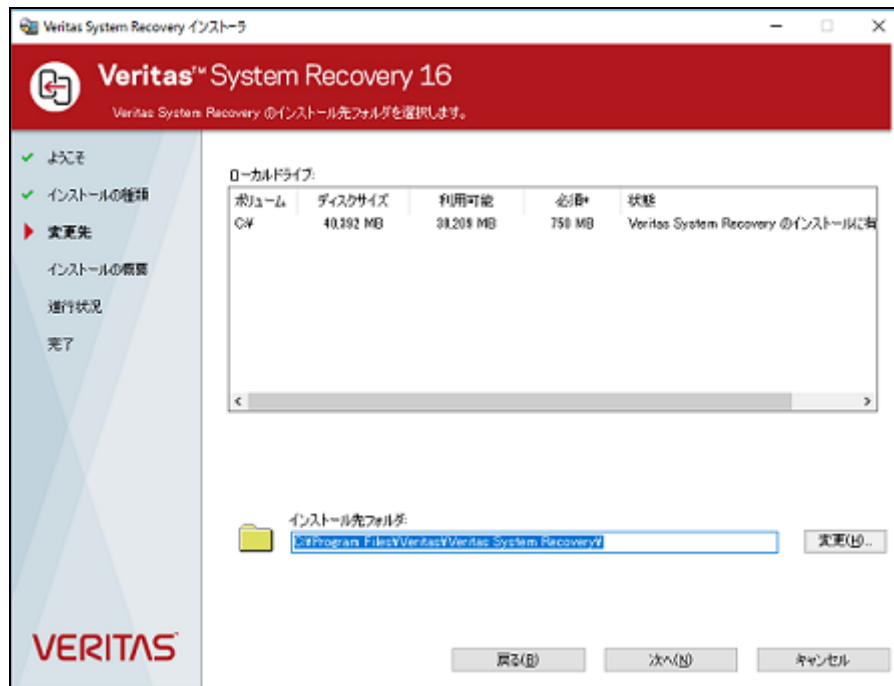 Veritas System Recovery インストーラ
Veritas™ System Recovery 16
Veritas System Recovery のインストール先フォルダを選択します。
ようこそ
インストールの種類
変更先
インストールの概要
進行状況
完了
ローカルドライブ:
ボリューム ディスクサイズ 利用可能 必須* 状態
C:¥ 40,392 MB 750 MB Veritas System Recovery のインストールに有
インストール先フォルダ:
C:¥Program Files¥Veritas¥Veritas System Recovery¥
変更(H)...
VERITAS
戻る(B) 次へ(N) キャンセル